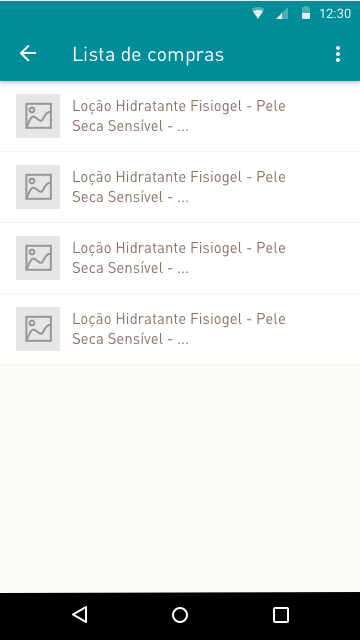 12:30
Lista de compras
Loção Hidratante Fisiogel - Pele
Seca Sensível - ...
Loção Hidratante Fisiogel - Pele
Seca Sensível - ...
Loção Hidratante Fisiogel - Pele
Seca Sensível - ...
Loção Hidratante Fisiogel - Pele
Seca Sensível - ...